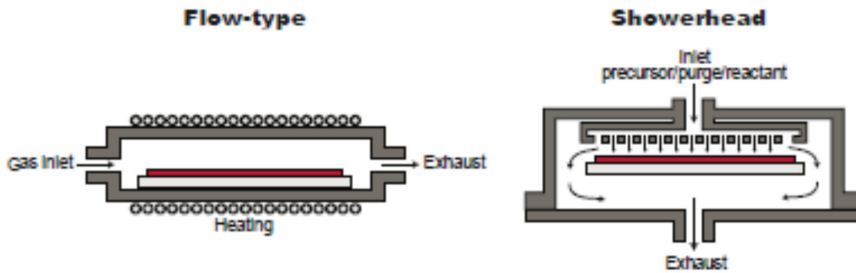 Flow-type
Gas Inlet
Exhaust
Heating
Showerhead
Inlet
precursor/purge/reactant
Exhaust